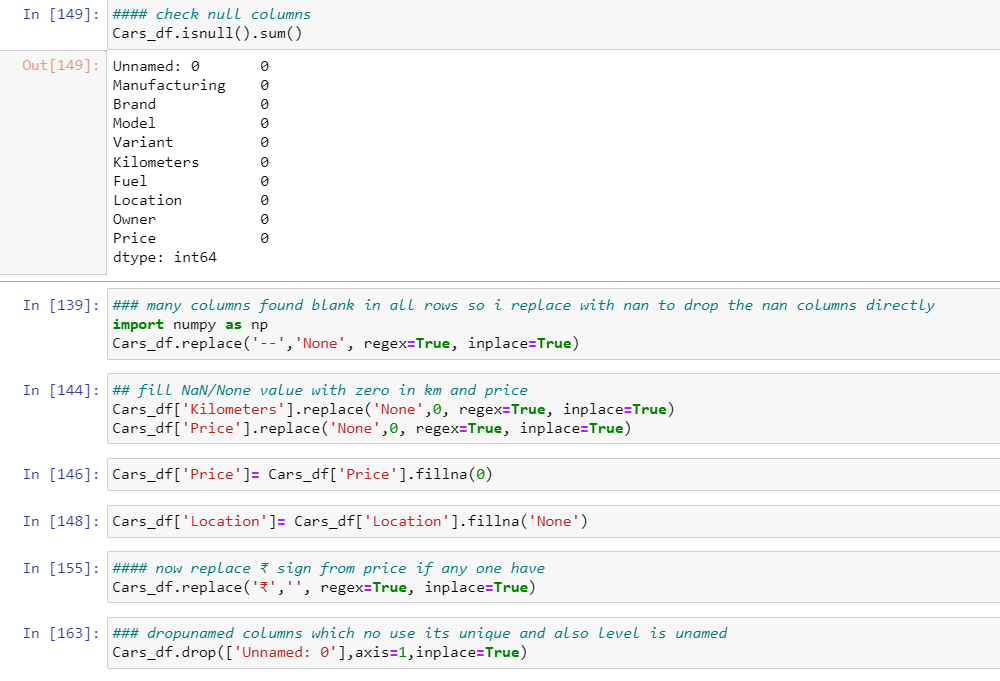 In [149]: #### check null columns
Cars_df.isnull().sum()
Out[149]: Unnamed: 0 0
Manufacturing 0
Brand 0
Model 0
Variant 0
Kilometers 0
Fuel 0
Location 0
Owner 0
Price 0
dtype: int64
In [139]: ### many columns found blank in all rows so i replace with nan to drop the nan columns directly
import numpy as np
Cars_df.replace('--','None', regex=True, inplace=True)
In [144]: ## fill NaN/None value with zero in km and price
Cars_df['Kilometers'].replace('None',0, regex=True, inplace=True)
Cars_df['Price'].replace('None',0, regex=True, inplace=True)
In [146]: Cars_df['Price']= Cars_df['Price'].fillna(0)
In [148]: Cars_df['Location']= Cars_df['Location'].fillna('None')
In [155]: #### now replace ₹ sign from price if any one have
Cars_df.replace('₹','', regex=True, inplace=True)
In [163]: ### dropunamed columns which no use its unique and also level is unamed
Cars_df.drop(['Unnamed: 0'],axis=1,inplace=True)